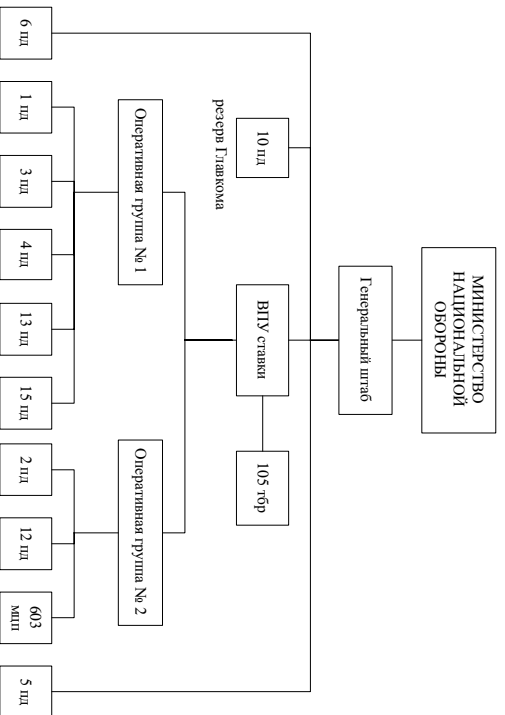 МИНИСТЕРСТВО
НАЦИОНАЛЬНОЙ
ОБОРОНЫ
Генеральный штаб
10 пд
резерв Главкома
ВПУ ставки
105 тбр
Оперативная группа № 1
Оперативная группа № 2
6 пд
1 пд
3 пд
4 пд
13 пд
15 пд
2 пд
12 пд
603
мцп
5 пд